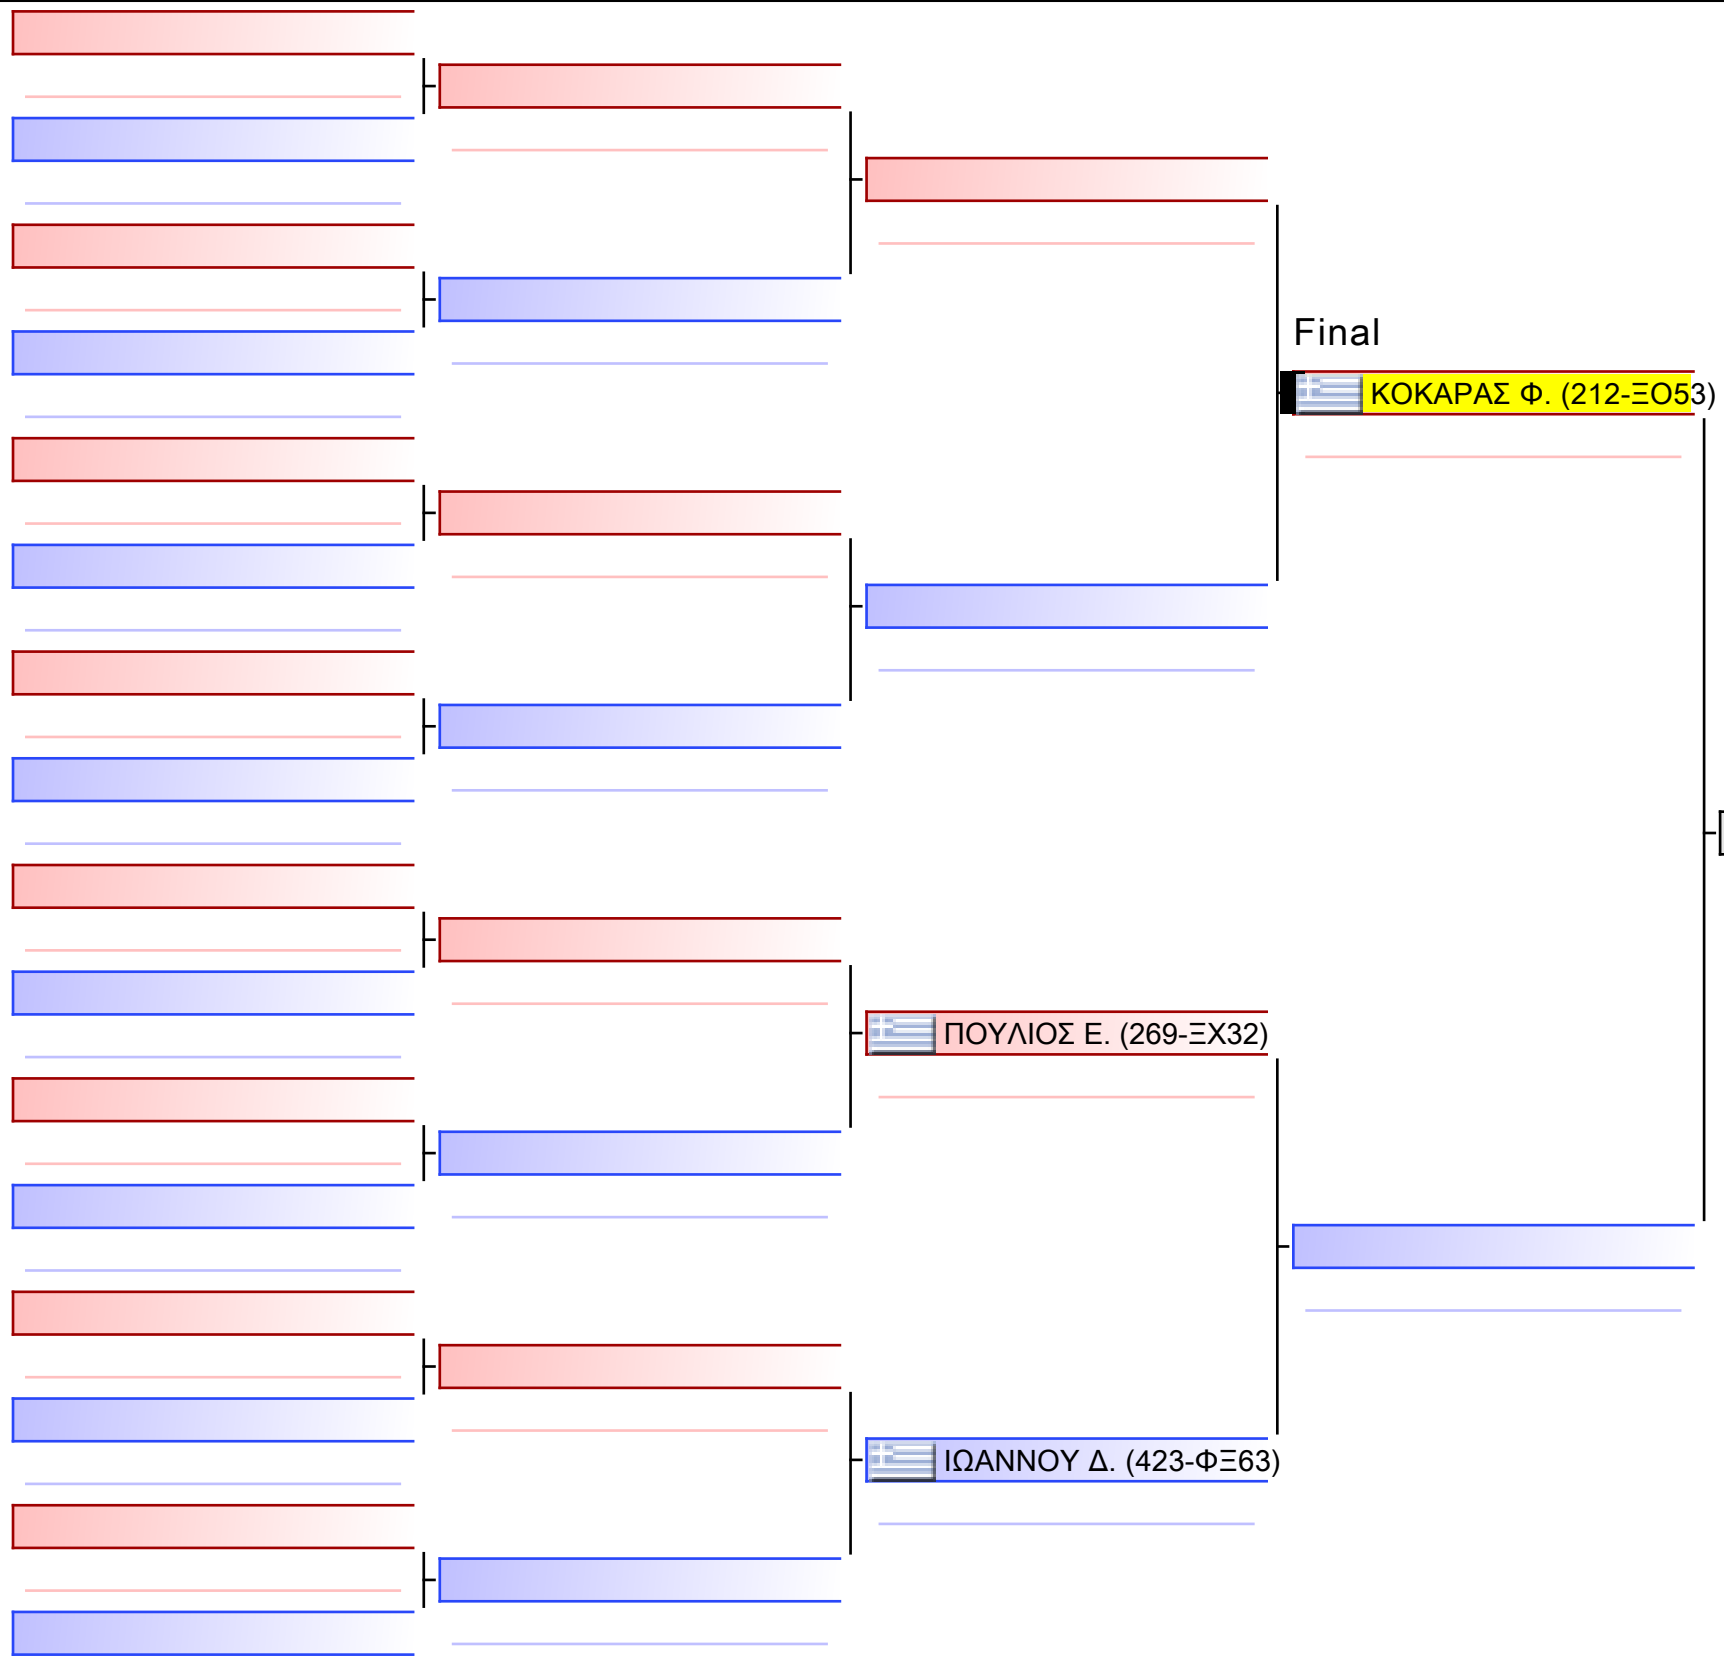 Final
ΚΟΚΑΡΑΣ Φ. (212-ΞΟ53)
ΠΟΥΛΙΟΣ Ε. (269-ΞΧ32)
ΙΩΑΝΝΟΥ Δ. (423-ΦΞ63)